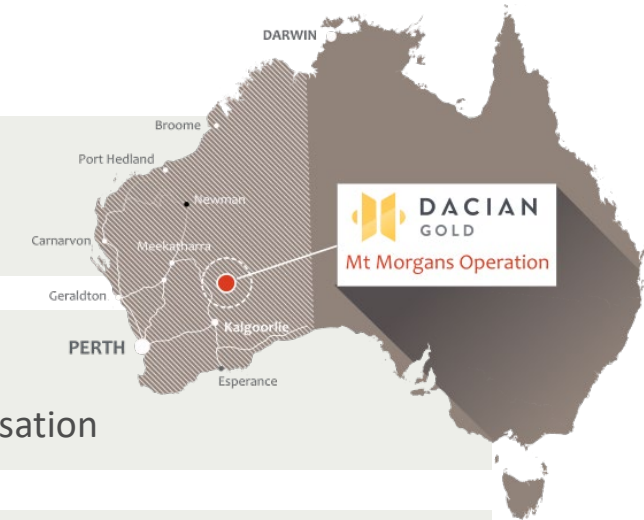 DARWIN
Broome
Port Hedland
Newman
DACIAN
GOLD
Mt Morgans Operation
Carnarvon
Meekatharra
Geraldton
Kalgoorlie
PERTH
Esperance
sation